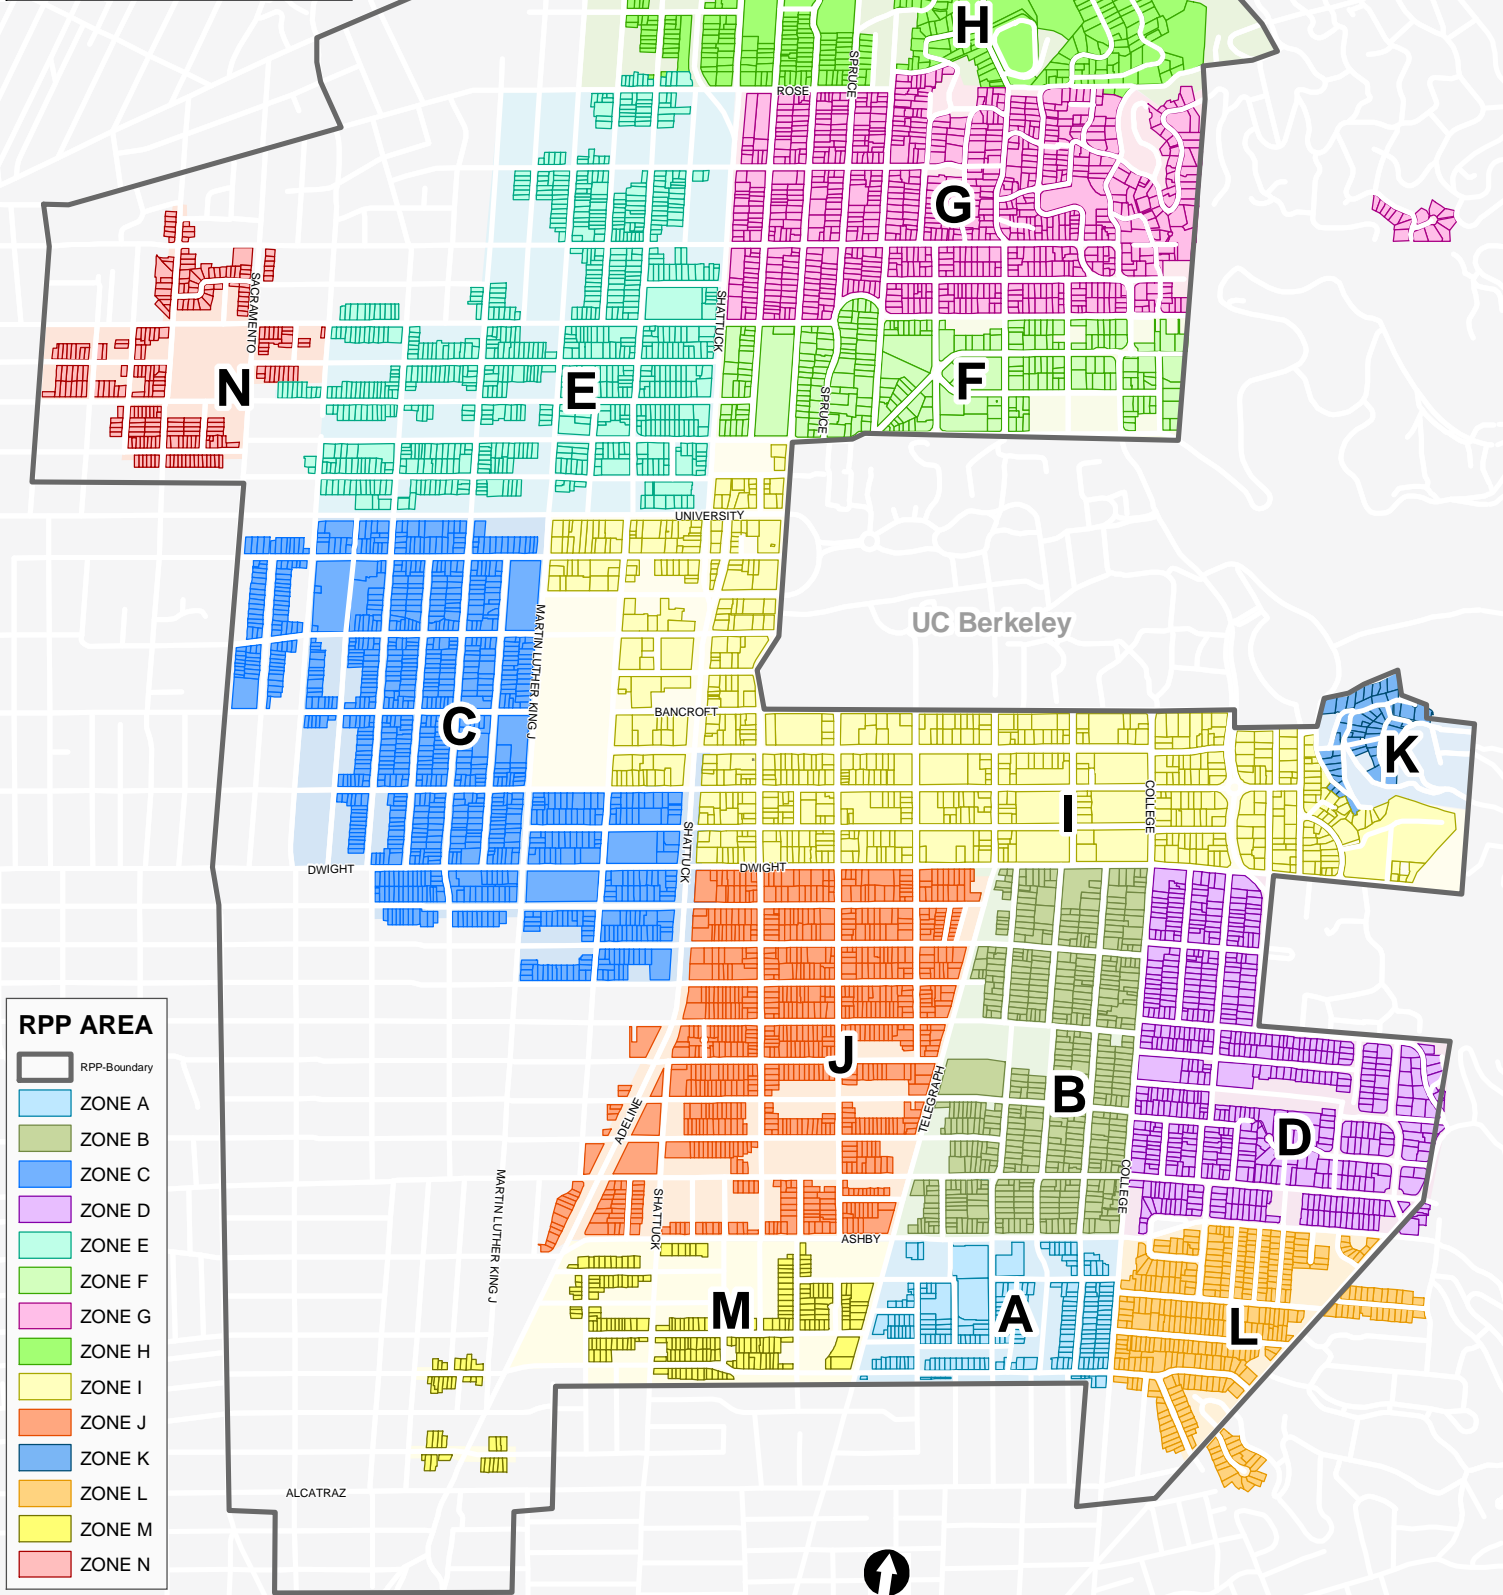 H
SPRUCE
ROSE
G
SACRAMENTO
SHATTUCK
N
E
F
SPRUCE
UNIVERSITY
MARTIN LUTHER KING J
UC Berkeley
BANCROFT
C
K
COLLEGE
I
SHATTUCK
DWIGHT
DWIGHT
J
TELEGRAPH
B
ADELINE
D
COLLEGE
MARTIN LUTHER KING J
SHATTUCK
ASHBY
M
A
L
ALCATRAZ
RPP AREA
RPP-Boundary
ZONE A
ZONE B
ZONE C
ZONE D
ZONE E
ZONE F
ZONE G
ZONE H
ZONE I
ZONE J
ZONE K
ZONE L
ZONE M
ZONE N